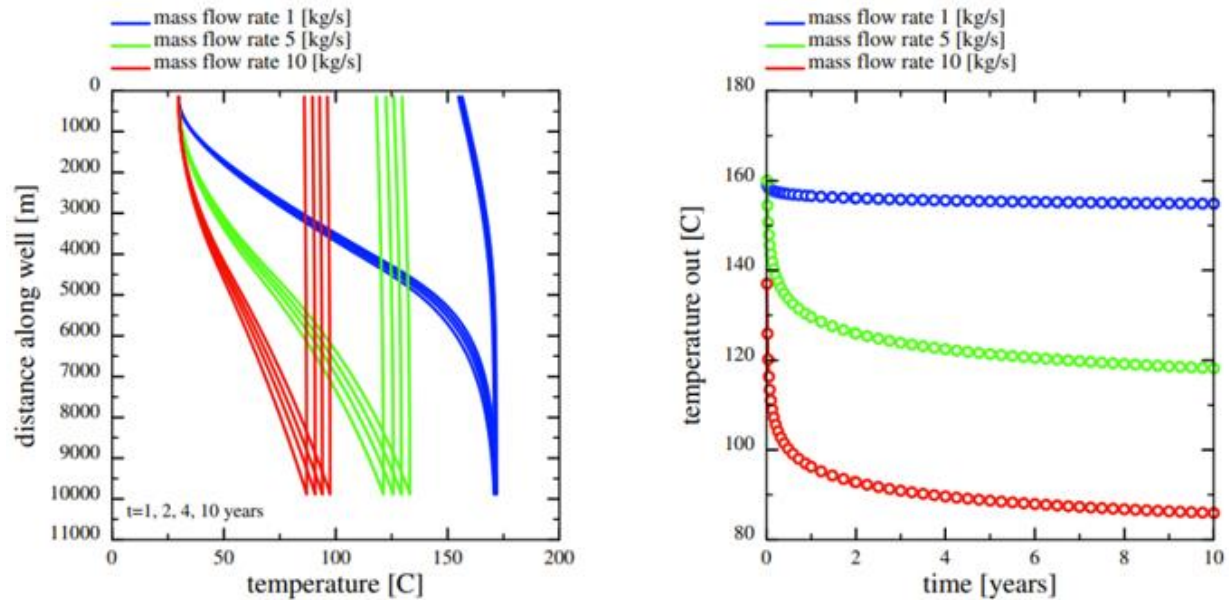 mass flow rate 1 [kg/s]
mass flow rate 5 [kg/s]
mass flow rate 10 [kg/s]
0
1000
2000
3000
4000
5000
6000
7000
8000
9000
10000
11000
distance along well [m]
t=1, 2, 4, 10 years
0
50
100
150
200
temperature [C]
mass flow rate 1 [kg/s]
mass flow rate 5 [kg/s]
mass flow rate 10 [kg/s]
180
160
140
120
100
80
temperature out [C]
0
2
4
6
8
10
time [years]